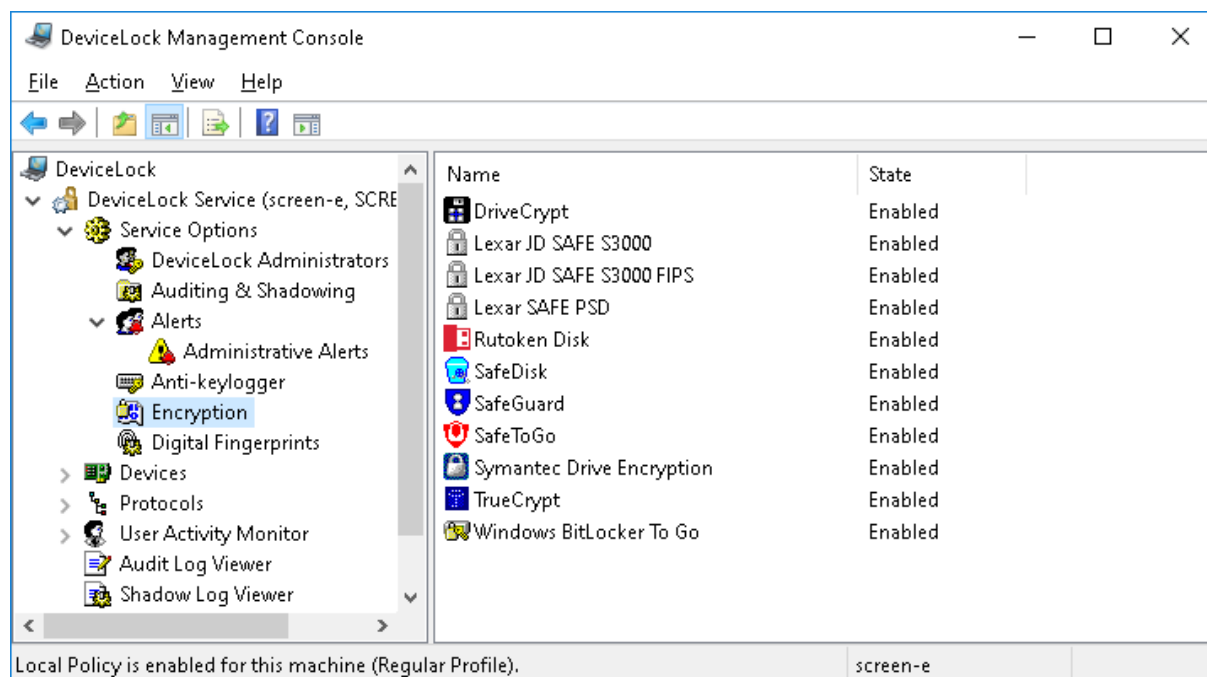 DeviceLock Management Console
File Action View Help
DeviceLock
DeviceLock Service (screen-e, SCRE
Service Options
DeviceLock Administrators
Auditing & Shadowing
Alerts
Administrative Alerts
Anti-keylogger
Encryption
Digital Fingerprints
Devices
Protocols
User Activity Monitor
Audit Log Viewer
Shadow Log Viewer
Name State
DriveCrypt Enabled
Lexar JD SAFE S3000 Enabled
Lexar JD SAFE S3000 FIPS Enabled
Lexar SAFE PSD Enabled
Rutoken Disk Enabled
SafeDisk Enabled
SafeGuard Enabled
SafeToGo Enabled
Symantec Drive Encryption Enabled
TrueCrypt Enabled
Windows BitLocker To Go Enabled
Local Policy is enabled for this machine (Regular Profile). screen-e